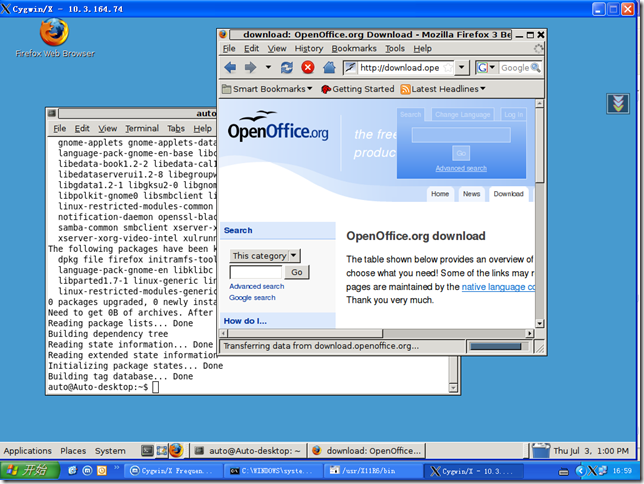 Cygwin/X - 10.3.164.74
Firefox Web Browser
download: OpenOffice.org Download - Mozilla Firefox 3 Be
File Edit View History Bookmarks Tools Help
http://download.ope
Google
Smart Bookmarks Getting Started Latest Headlines
OpenOffice.org
the free
produc
Search Change Language Log In
Go
Advanced search
Home News Download
Search
This category
Go
Advanced search
Google search
How do I...
OpenOffice.org download
The table shown below provides an overview of
choose what you need! Some of the links may r
pages are maintained by the native language co
Thank you very much.
Transferring data from download.openoffice.org...
auto
File Edit View Terminal Tabs Help
gnome-applets gnome-applets-data
language-pack-gnome-en-base libc
libedata-book1.2-2 libedata-cal1
libedataserverui1.2-8 libegroupw
libgdata1.2-1 libgksu2-0 libgnom
libpolkit-gnome0 libsmbclient li
linux-restricted-modules-common
notification-daemon openssl-blac
samba-common smbclient xserver-x
xserver-xorg-video-intel xulrunn
The following packages have been k
dpkg file firefox initramfs-tool
language-pack-gnome-en libklibc
libparted1.7-1 linux-generic lin
linux-restricted-modules-generic
0 packages upgraded, 0 newly insta
Need to get 0B of archives. After
Reading package lists... Done
Building dependency tree
Reading state information... Done
Reading extended state information
Initializing package states... Done
Building tag database... Done
auto@Auto-desktop:~$
Applications Places System
auto@Auto-desktop: ~
download: OpenOffice...
Thu Jul 3, 1:00 PM
开始
Cygwin/X Frequen...
C:\WINDOWS\syste...
/usr/X11R6/bin
Cygwin/X - 10.3....
16:59